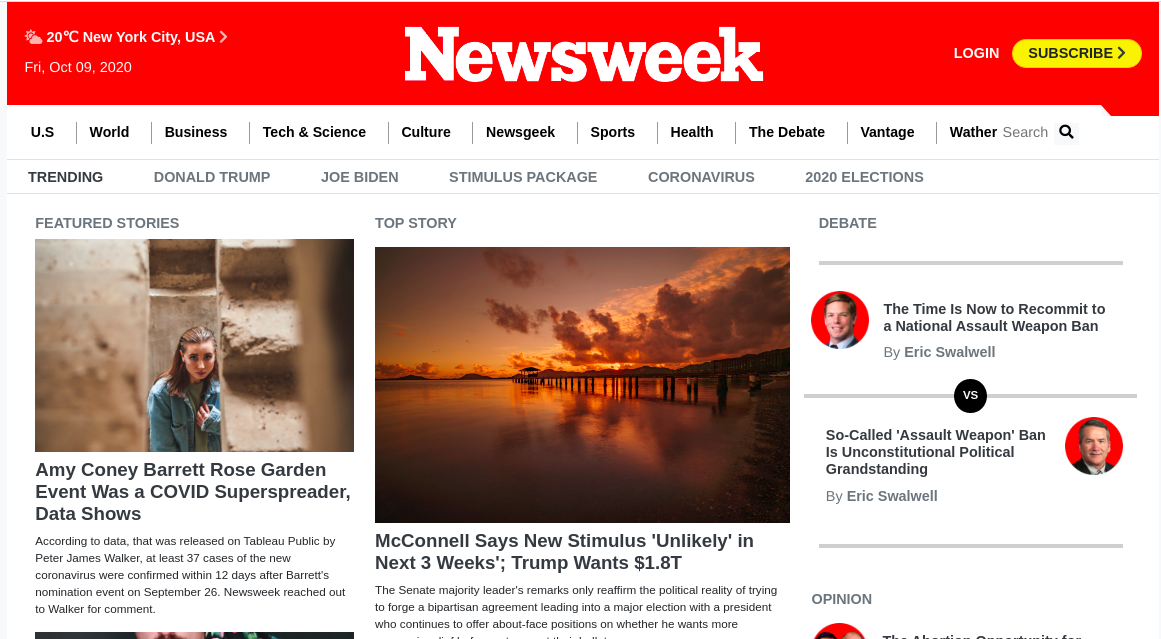 20℃ New York City, USA
Fri, Oct 09, 2020
Newsweek
LOGIN
SUBSCRIBE
U.S
World
Business
Tech & Science
Culture
Newsgeek
Sports
Health
The Debate
Vantage
Wather
Search
TRENDING
DONALD TRUMP
JOE BIDEN
STIMULUS PACKAGE
CORONAVIRUS
2020 ELECTIONS
FEATURED STORIES
Amy Coney Barrett Rose Garden
Event Was a COVID Superspreader,
Data Shows
According to data, that was released on Tableau Public by
Peter James Walker, at least 37 cases of the new
coronavirus were confirmed within 12 days after Barrett's
nomination event on September 26. Newsweek reached out
to Walker for comment.
TOP STORY
McConnell Says New Stimulus 'Unlikely' in
Next 3 Weeks'; Trump Wants $1.8T
The Senate majority leader's remarks only reaffirm the political reality of trying
to forge a bipartisan agreement leading into a major election with a president
who continues to offer about-face positions on whether he wants more
DEBATE
The Time Is Now to Recommit to
a National Assault Weapon Ban
By Eric Swalwell
VS
So-Called 'Assault Weapon' Ban
Is Unconstitutional Political
Grandstanding
By Eric Swalwell
OPINION
The Abortion Opportunity for